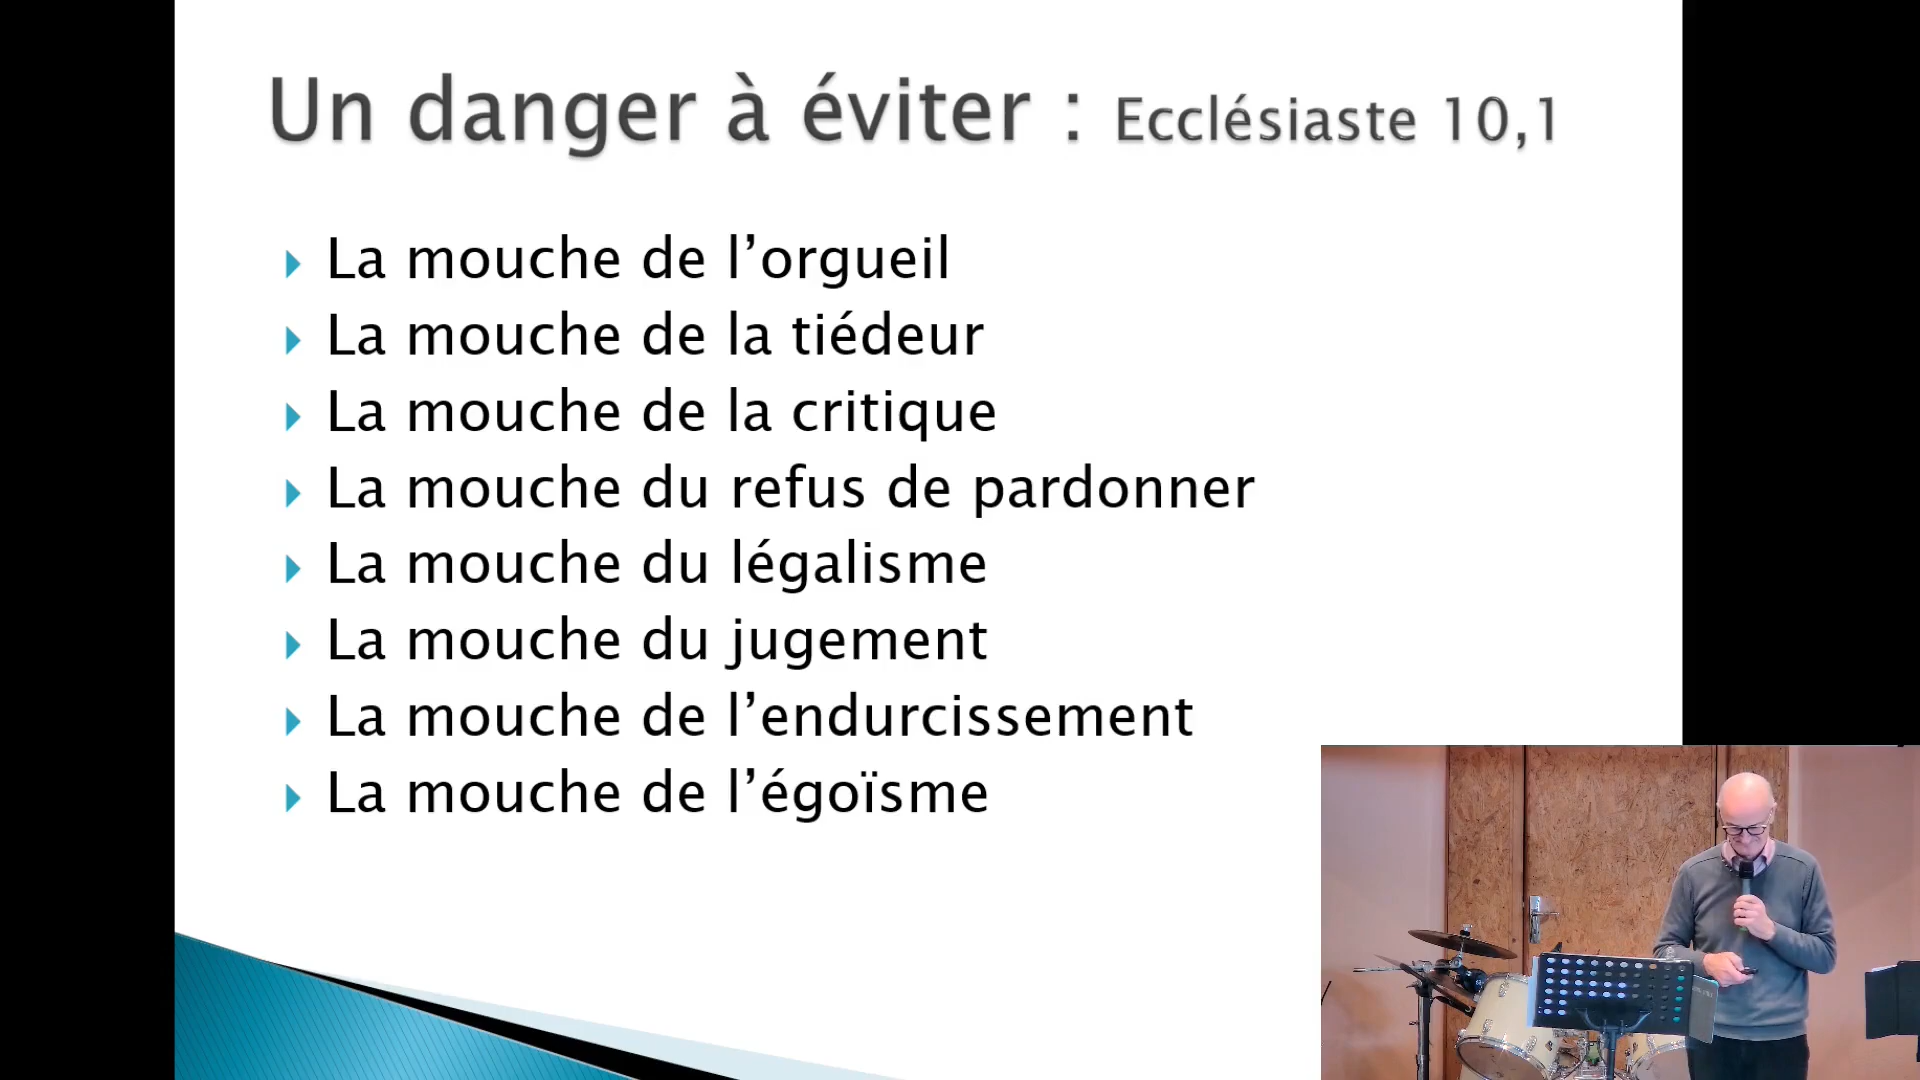 Un danger à éviter : Ecclésiaste 10,1
La mouche de l’orgueil
La mouche de la tiédeur
La mouche de la critique
La mouche du refus de pardonner
La mouche du légalisme
La mouche du jugement
La mouche de l’endurcissement
La mouche de l’égoïsme